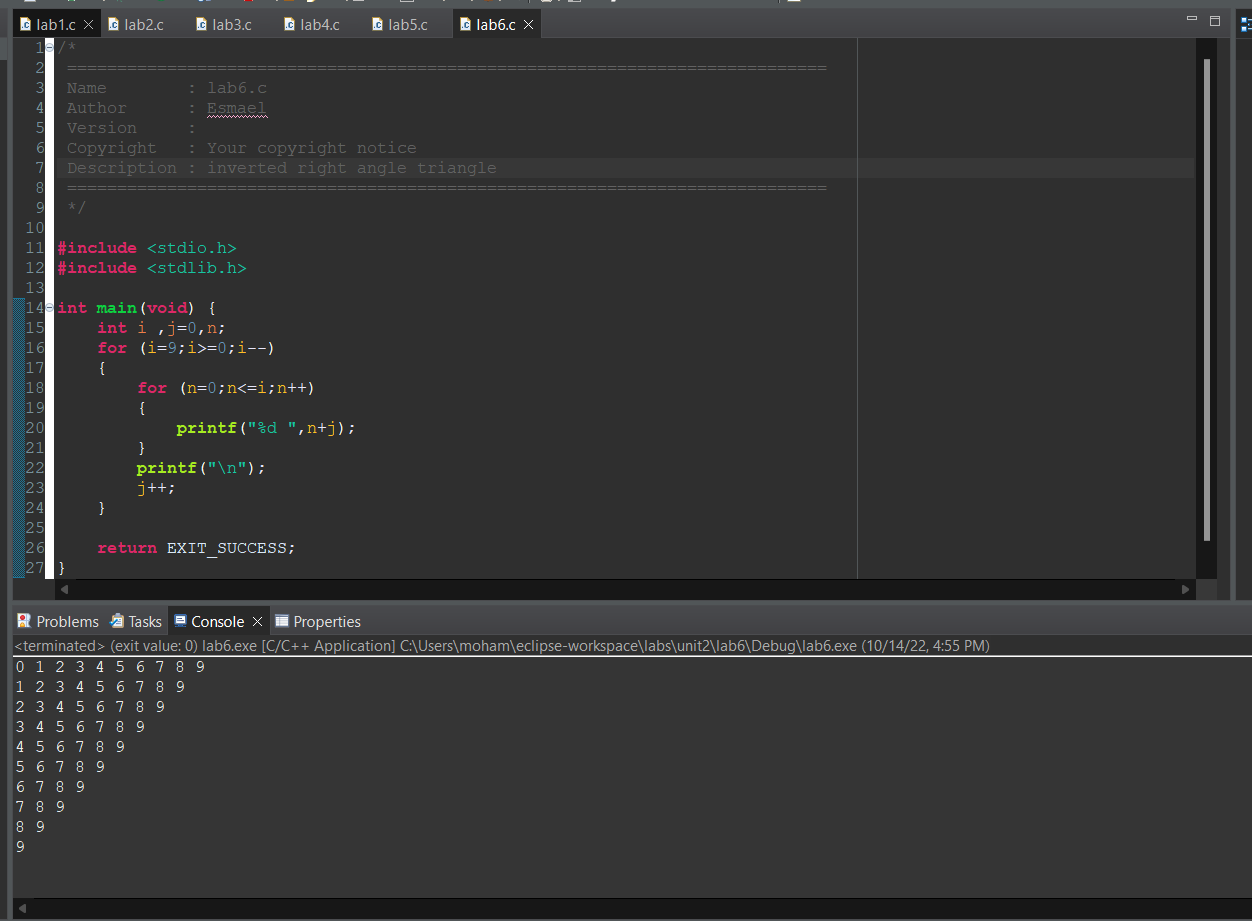 lab1.c lab2.c lab3.c lab4.c lab5.c lab6.c
1 /*
2 ============================================================================
3 Name        : lab6.c
4 Author      : Esmael
5 Version     :
6 Copyright   : Your copyright notice
7 Description : inverted right angle triangle
8 ============================================================================
9 */
10
11 #include <stdio.h>
12 #include <stdlib.h>
13
14 int main(void) {
15     int i ,j=0,n;
16     for (i=9;i>=0;i--)
17     {
18         for (n=0;n<=i;n++)
19         {
20             printf("%d ",n+j);
21         }
22         printf("\n");
23         j++;
24     }
25
26     return EXIT_SUCCESS;
27 }
Problems Tasks Console Properties
<terminated> (exit value: 0) lab6.exe [C/C++ Application] C:\Users\moham\eclipse-workspace\labs\unit2\lab6\Debug\lab6.exe (10/14/22, 4:55 PM)
0 1 2 3 4 5 6 7 8 9
1 2 3 4 5 6 7 8 9
2 3 4 5 6 7 8 9
3 4 5 6 7 8 9
4 5 6 7 8 9
5 6 7 8 9
6 7 8 9
7 8 9
8 9
9